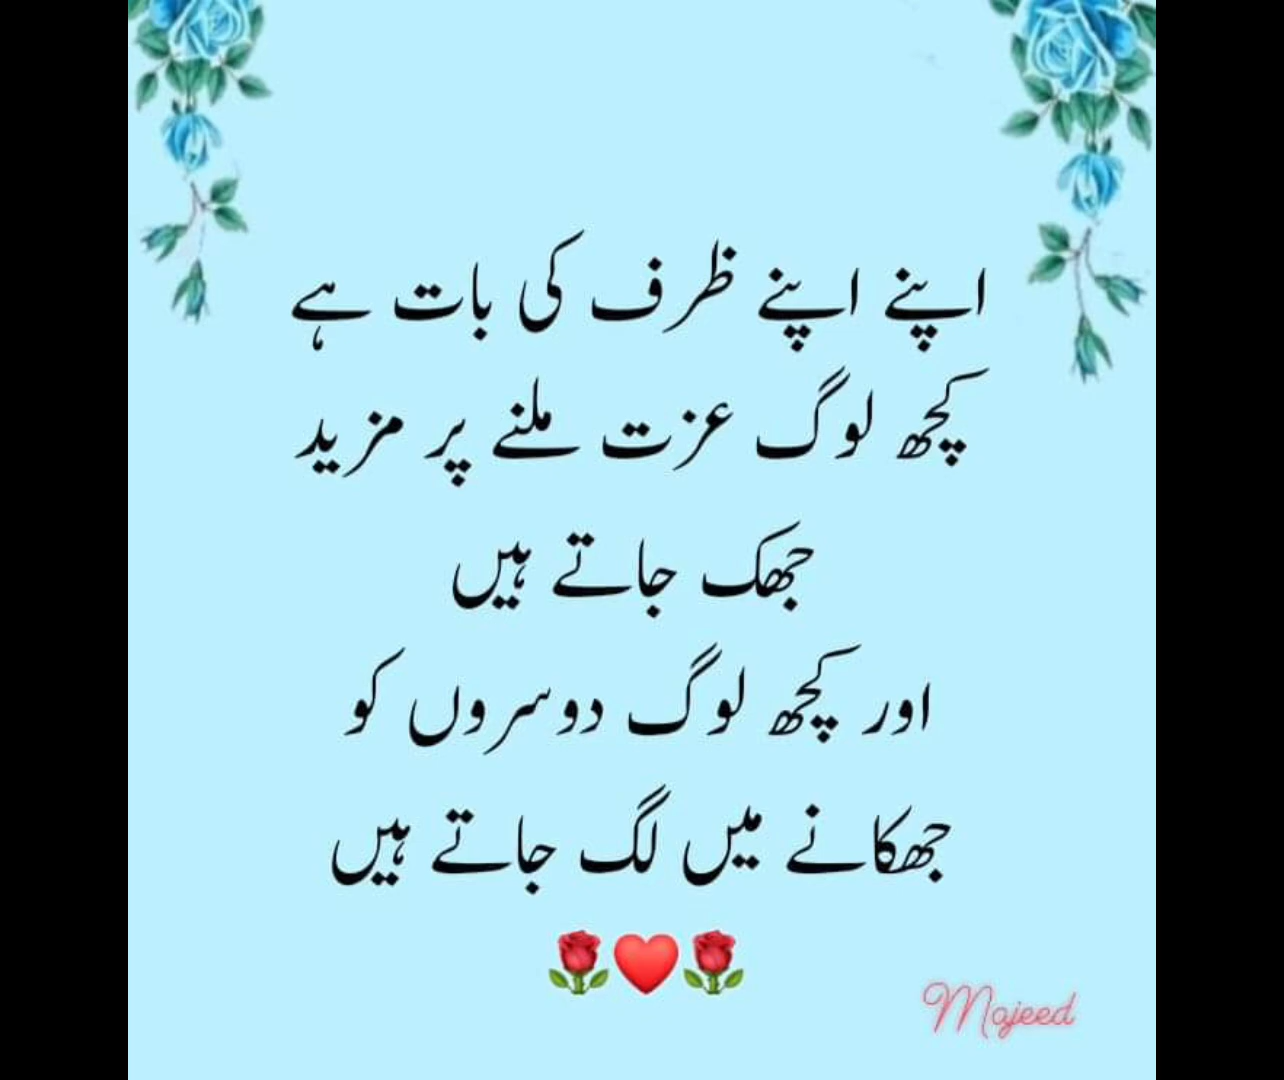 اپنے اپنے ظرف کی بات ہے
کچھ لوگ عزت ملنے پر مزید
جھک جاتے ہیں
اور کچھ لوگ دوسروں کو
جھکانے میں لگ جاتے ہیں
🌹❤️🌹
Majeed